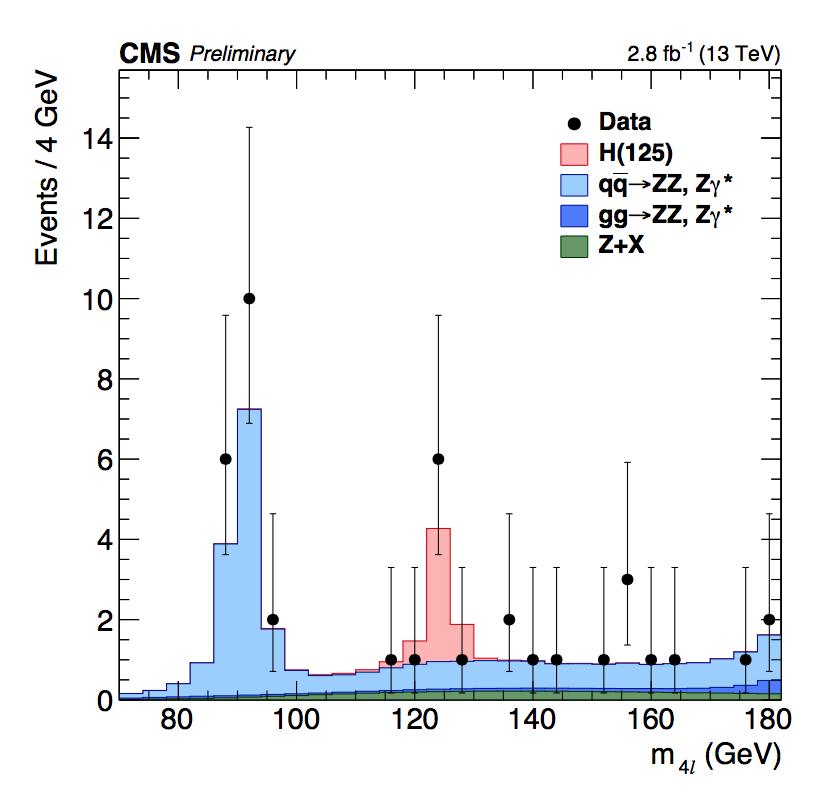 CMS Preliminary 2.8 fb⁻¹ (13 TeV)
Events / 4 GeV
14
12
10
8
6
4
2
0
Data
H(125)
qq̅→ZZ, Zγ*
gg→ZZ, Zγ*
Z+X
80 100 120 140 160 180
m₄ₗ (GeV)